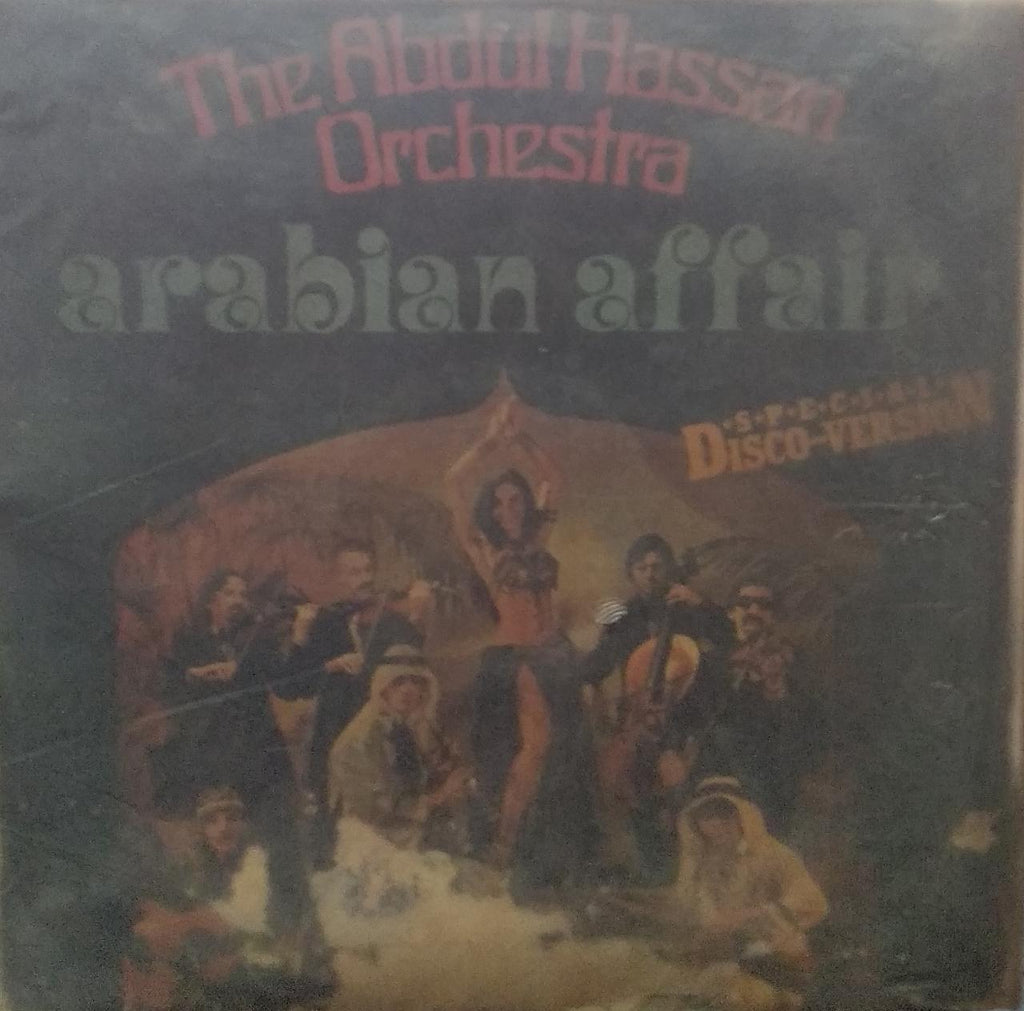 The Abdul Hassan
Orchestra
arabian affair
S·P·E·C·I·A·L
DISCO-VERSION